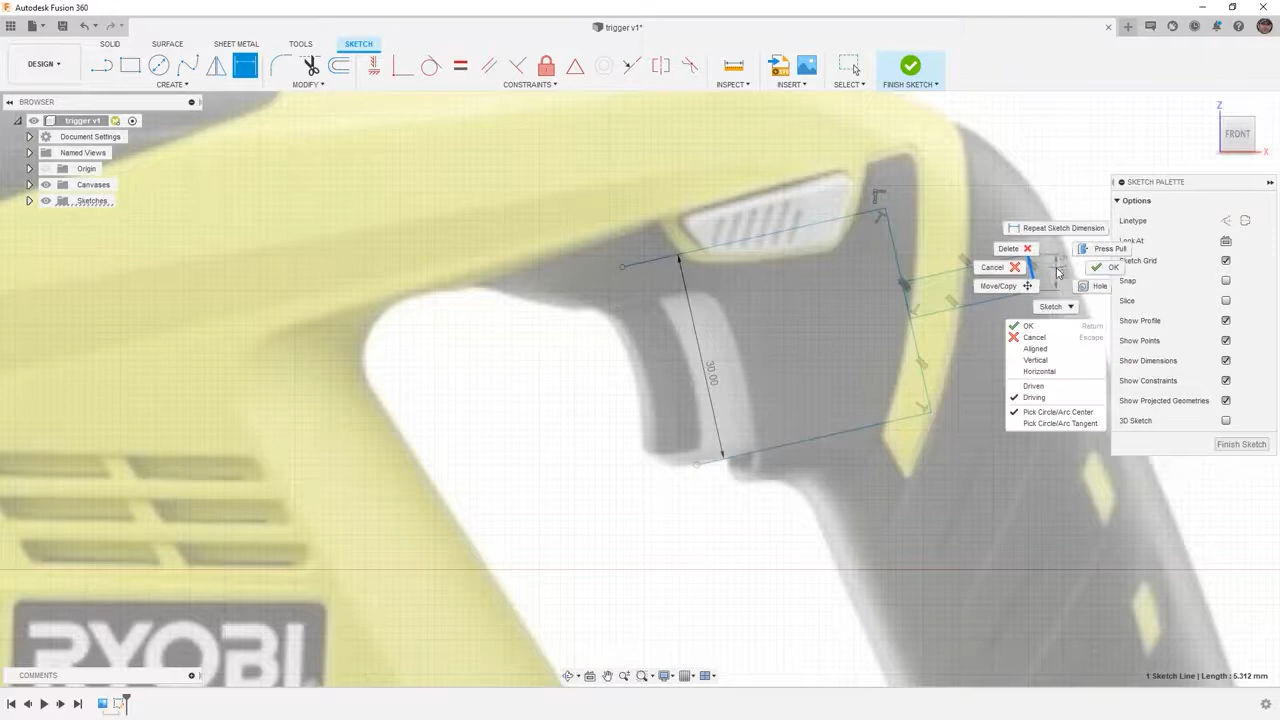 Autodesk Fusion 360
trigger v1*
SOLID SURFACE SHEET METAL TOOLS SKETCH
DESIGN
CREATE MODIFY CONSTRAINTS INSPECT INSERT SELECT FINISH SKETCH
BROWSER
trigger v1
Document Settings
Named Views
Origin
Canvases
Sketches
Z
FRONT
X
SKETCH PALETTE
Options
Linetype
Look At
Sketch Grid
Snap
Slice
Show Profile
Show Points
Show Dimensions
Show Constraints
Show Projected Geometries
3D Sketch
Finish Sketch
Repeat Sketch Dimension
Delete
Press Pull
Cancel
OK
Move/Copy
Hole
Sketch
OK Return
Cancel Escape
Aligned
Vertical
Horizontal
Driven
Driving
Pick Circle/Arc Center
Pick Circle/Arc Tangent
30.00
RYOBI
COMMENTS
1 Sketch Line | Length : 5.312 mm